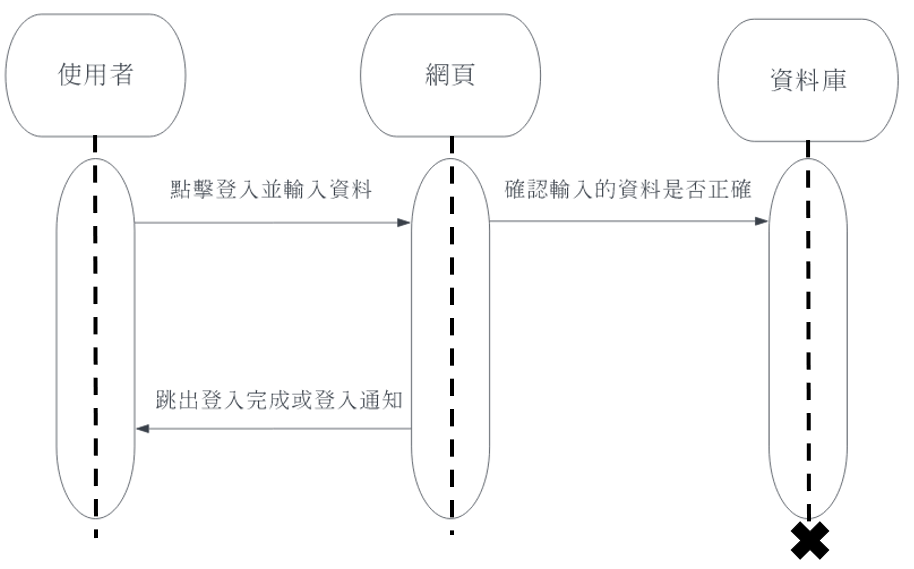 使用者
網頁
資料庫
點擊登入並輸入資料
確認輸入的資料是否正確
跳出登入完成或登入通知